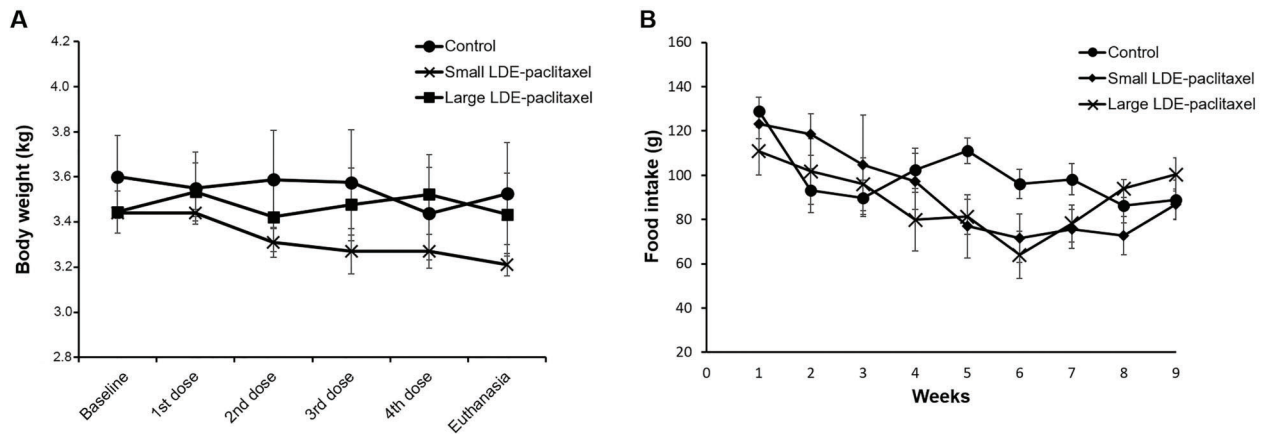 A
Body weight (kg)
4.2
4.0
3.8
3.6
3.4
3.2
3.0
2.8
Baseline
1st dose
2nd dose
3rd dose
4th dose
Euthanasia
Control
Small LDE-paclitaxel
Large LDE-paclitaxel
B
Food intake (g)
160
140
120
100
80
60
40
20
0 1 2 3 4 5 6 7 8 9
Weeks
Control
Small LDE-paclitaxel
Large LDE-paclitaxel